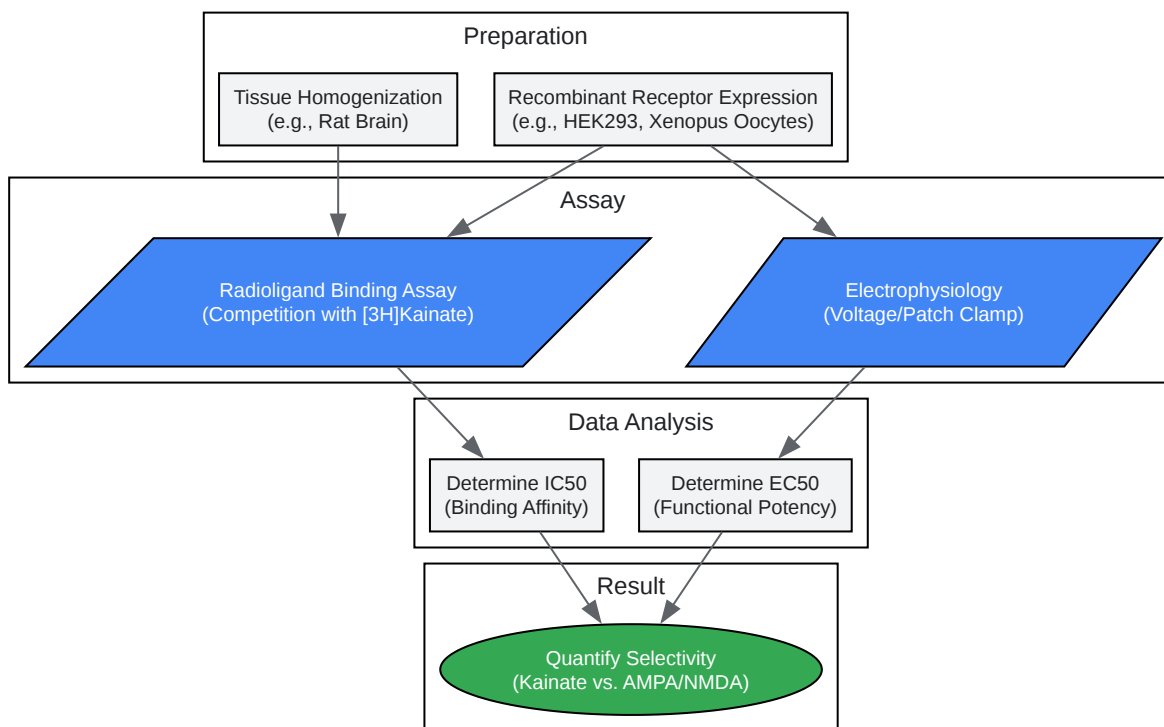 Preparation
Tissue Homogenization
(e.g., Rat Brain)
Recombinant Receptor Expression
(e.g., HEK293, Xenopus Oocytes)
Assay
Radioligand Binding Assay
(Competition with [3H]Kainate)
Electrophysiology
(Voltage/Patch Clamp)
Data Analysis
Determine IC50
(Binding Affinity)
Determine EC50
(Functional Potency)
Result
Quantify Selectivity
(Kainate vs. AMPA/NMDA)